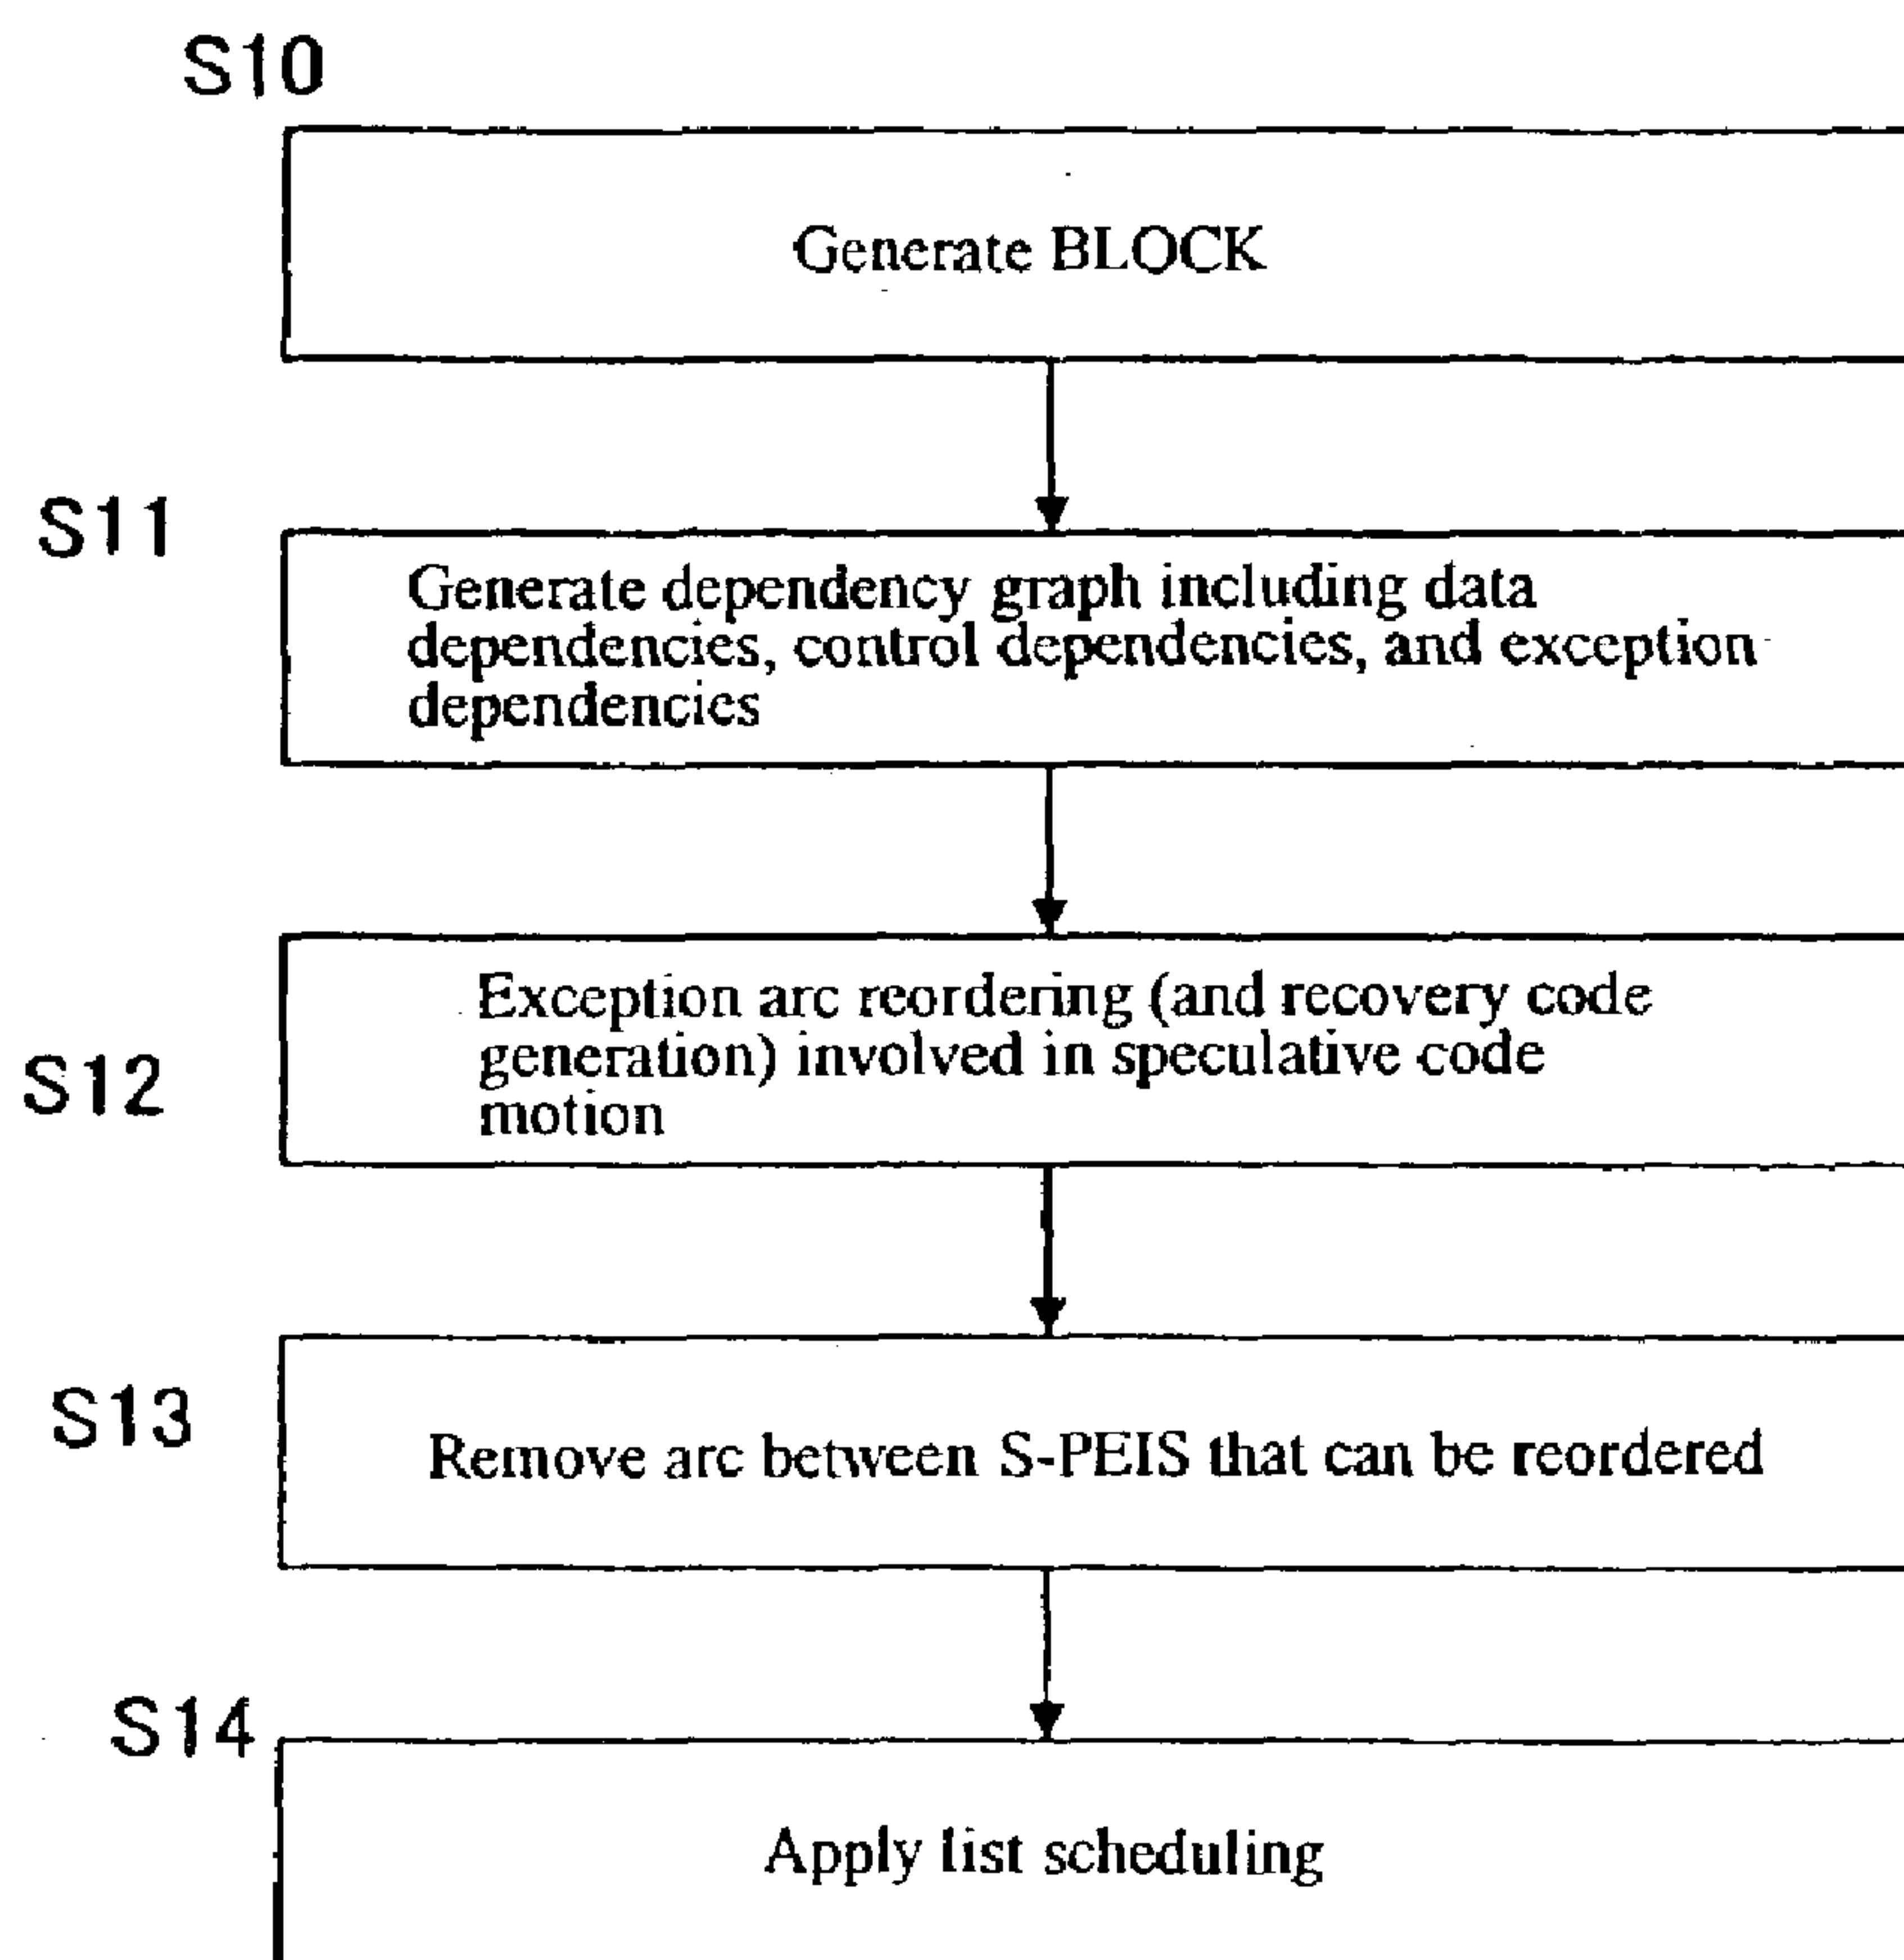 S10
Generate BLOCK
S11
Generate dependency graph including data
dependencies, control dependencies, and exception
dependencies
Exception arc reordering (and recovery code
generation) involved in speculative code
motion
S12
S13
Remove arc between S-PEIS that can be reordered
S14
Apply list scheduling